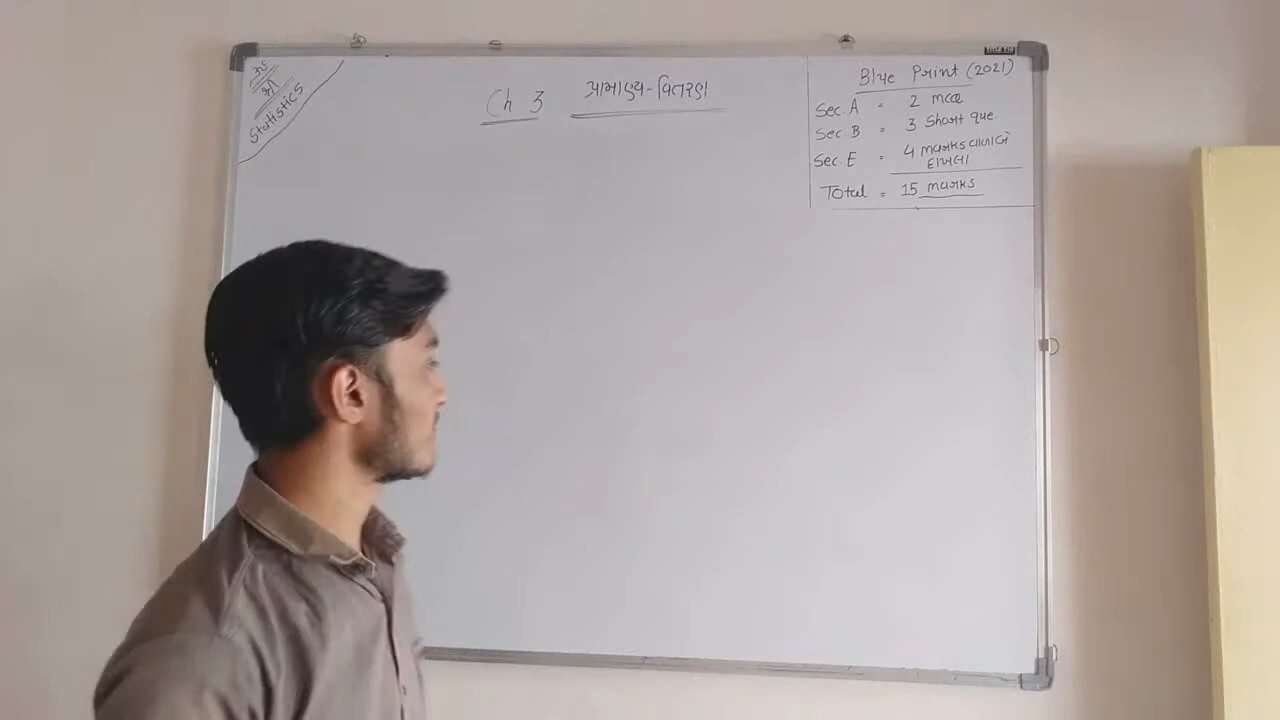 Statistics
Ch 3 પ્રામાણ્ય-વિતરણ
Blue Print (2021)
Sec. A = 2 mcq
Sec. B = 3 Short que.
Sec. E = 4 marks વાળા
દાખલા
Total = 15 marks